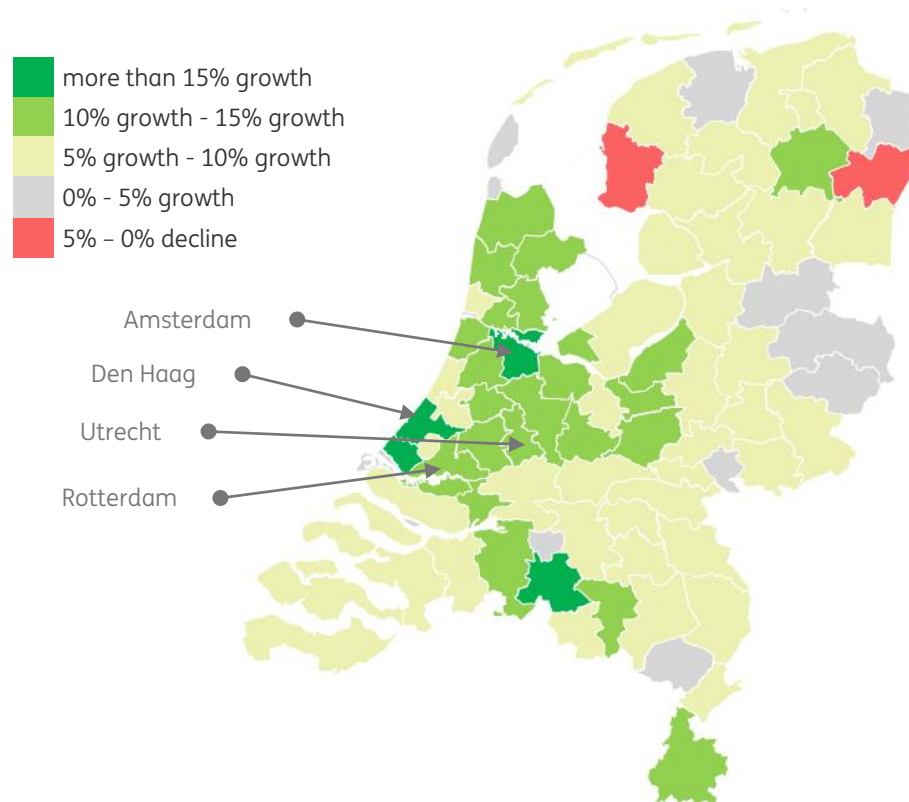 more than 15% growth
10% growth - 15% growth
5% growth - 10% growth
0% - 5% growth
5% – 0% decline
Amsterdam
Den Haag
Utrecht
Rotterdam